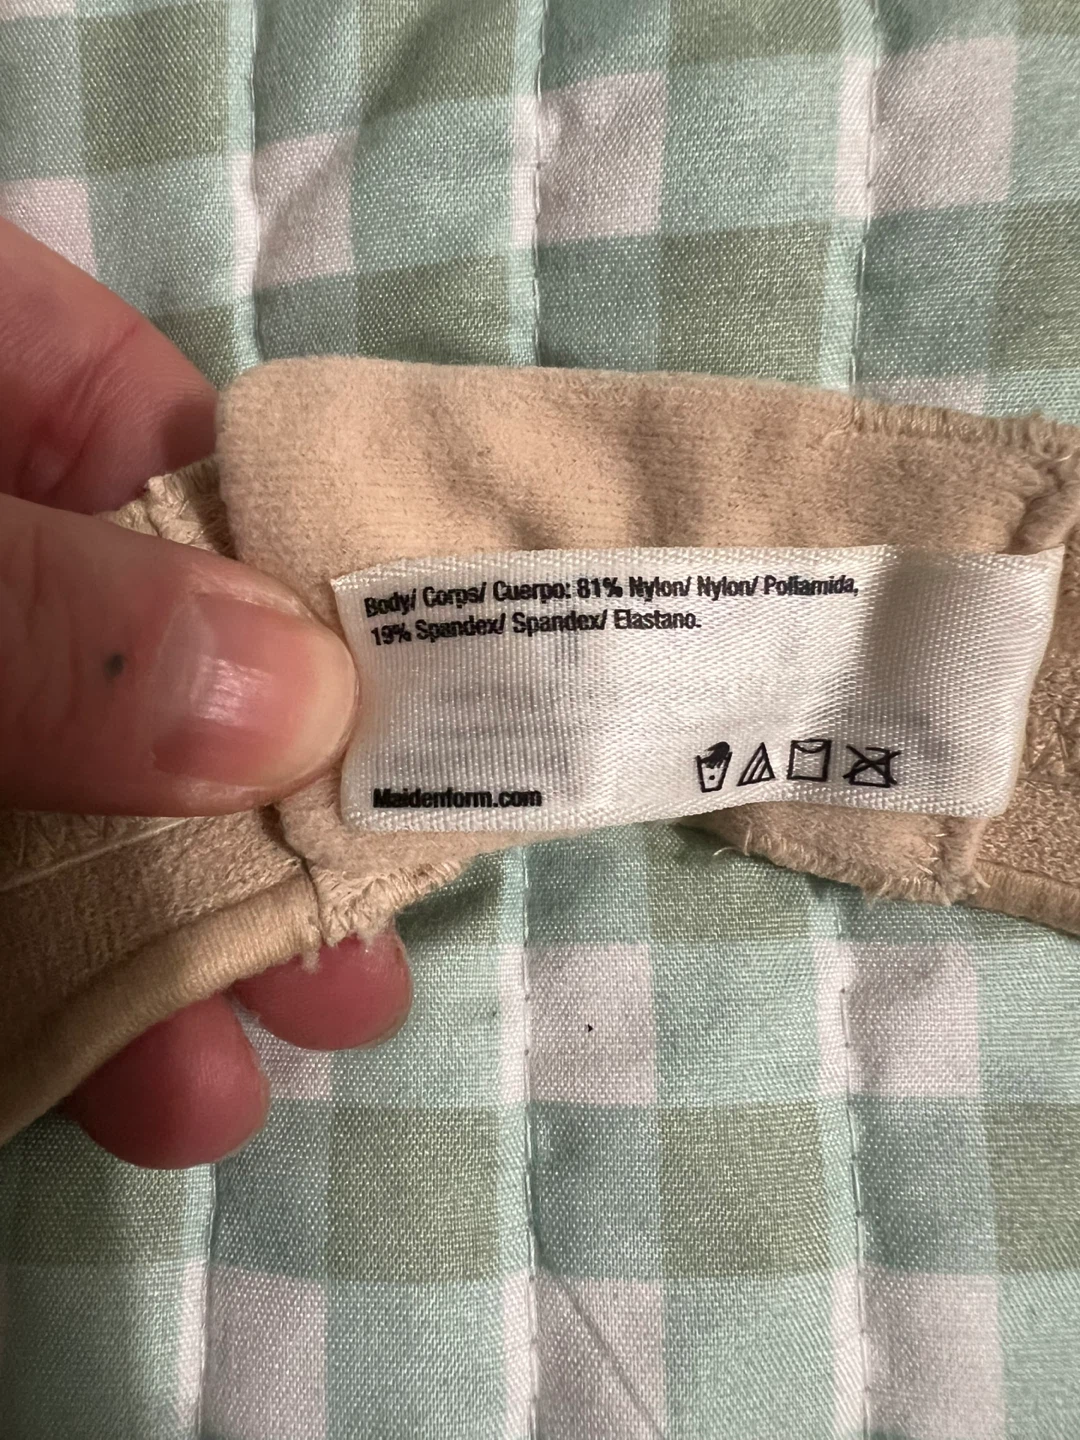 Body/ Corps/ Cuerpo: 81% Nylon/ Nylon/ Poliamida,
19% Spandex/ Spandex/ Elastano.
Maidenform.com